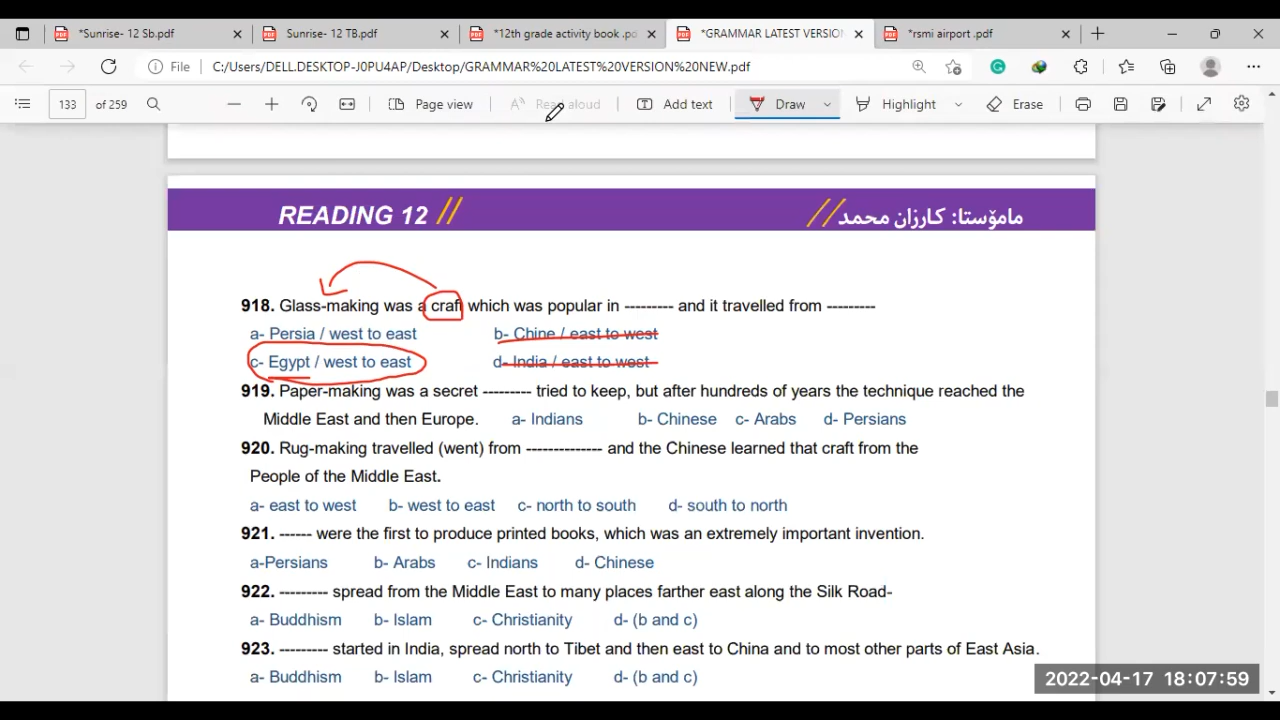 *Sunrise- 12 Sb.pdf
Sunrise- 12 TB.pdf
*12th grade activity book .pd
*GRAMMAR LATEST VERSION
*rsmi airport .pdf
File C:/Users/DELL.DESKTOP-J0PU4AP/Desktop/GRAMMAR%20LATEST%20VERSION%20NEW.pdf
133 of 259 Page view Read aloud Add text Draw Highlight Erase
READING 12 // // مامۆستا: کارزان محمد
918. Glass-making was a craft which was popular in --------- and it travelled from ---------
a- Persia / west to east b- Chine / east to west
c- Egypt / west to east d- India / east to west
919. Paper-making was a secret --------- tried to keep, but after hundreds of years the technique reached the
Middle East and then Europe. a- Indians b- Chinese c- Arabs d- Persians
920. Rug-making travelled (went) from -------------- and the Chinese learned that craft from the
People of the Middle East.
a- east to west b- west to east c- north to south d- south to north
921. ------ were the first to produce printed books, which was an extremely important invention.
a-Persians b- Arabs c- Indians d- Chinese
922. --------- spread from the Middle East to many places farther east along the Silk Road-
a- Buddhism b- Islam c- Christianity d- (b and c)
923. --------- started in India, spread north to Tibet and then east to China and to most other parts of East Asia.
a- Buddhism b- Islam c- Christianity d- (b and c)
2022-04-17 18:07:59